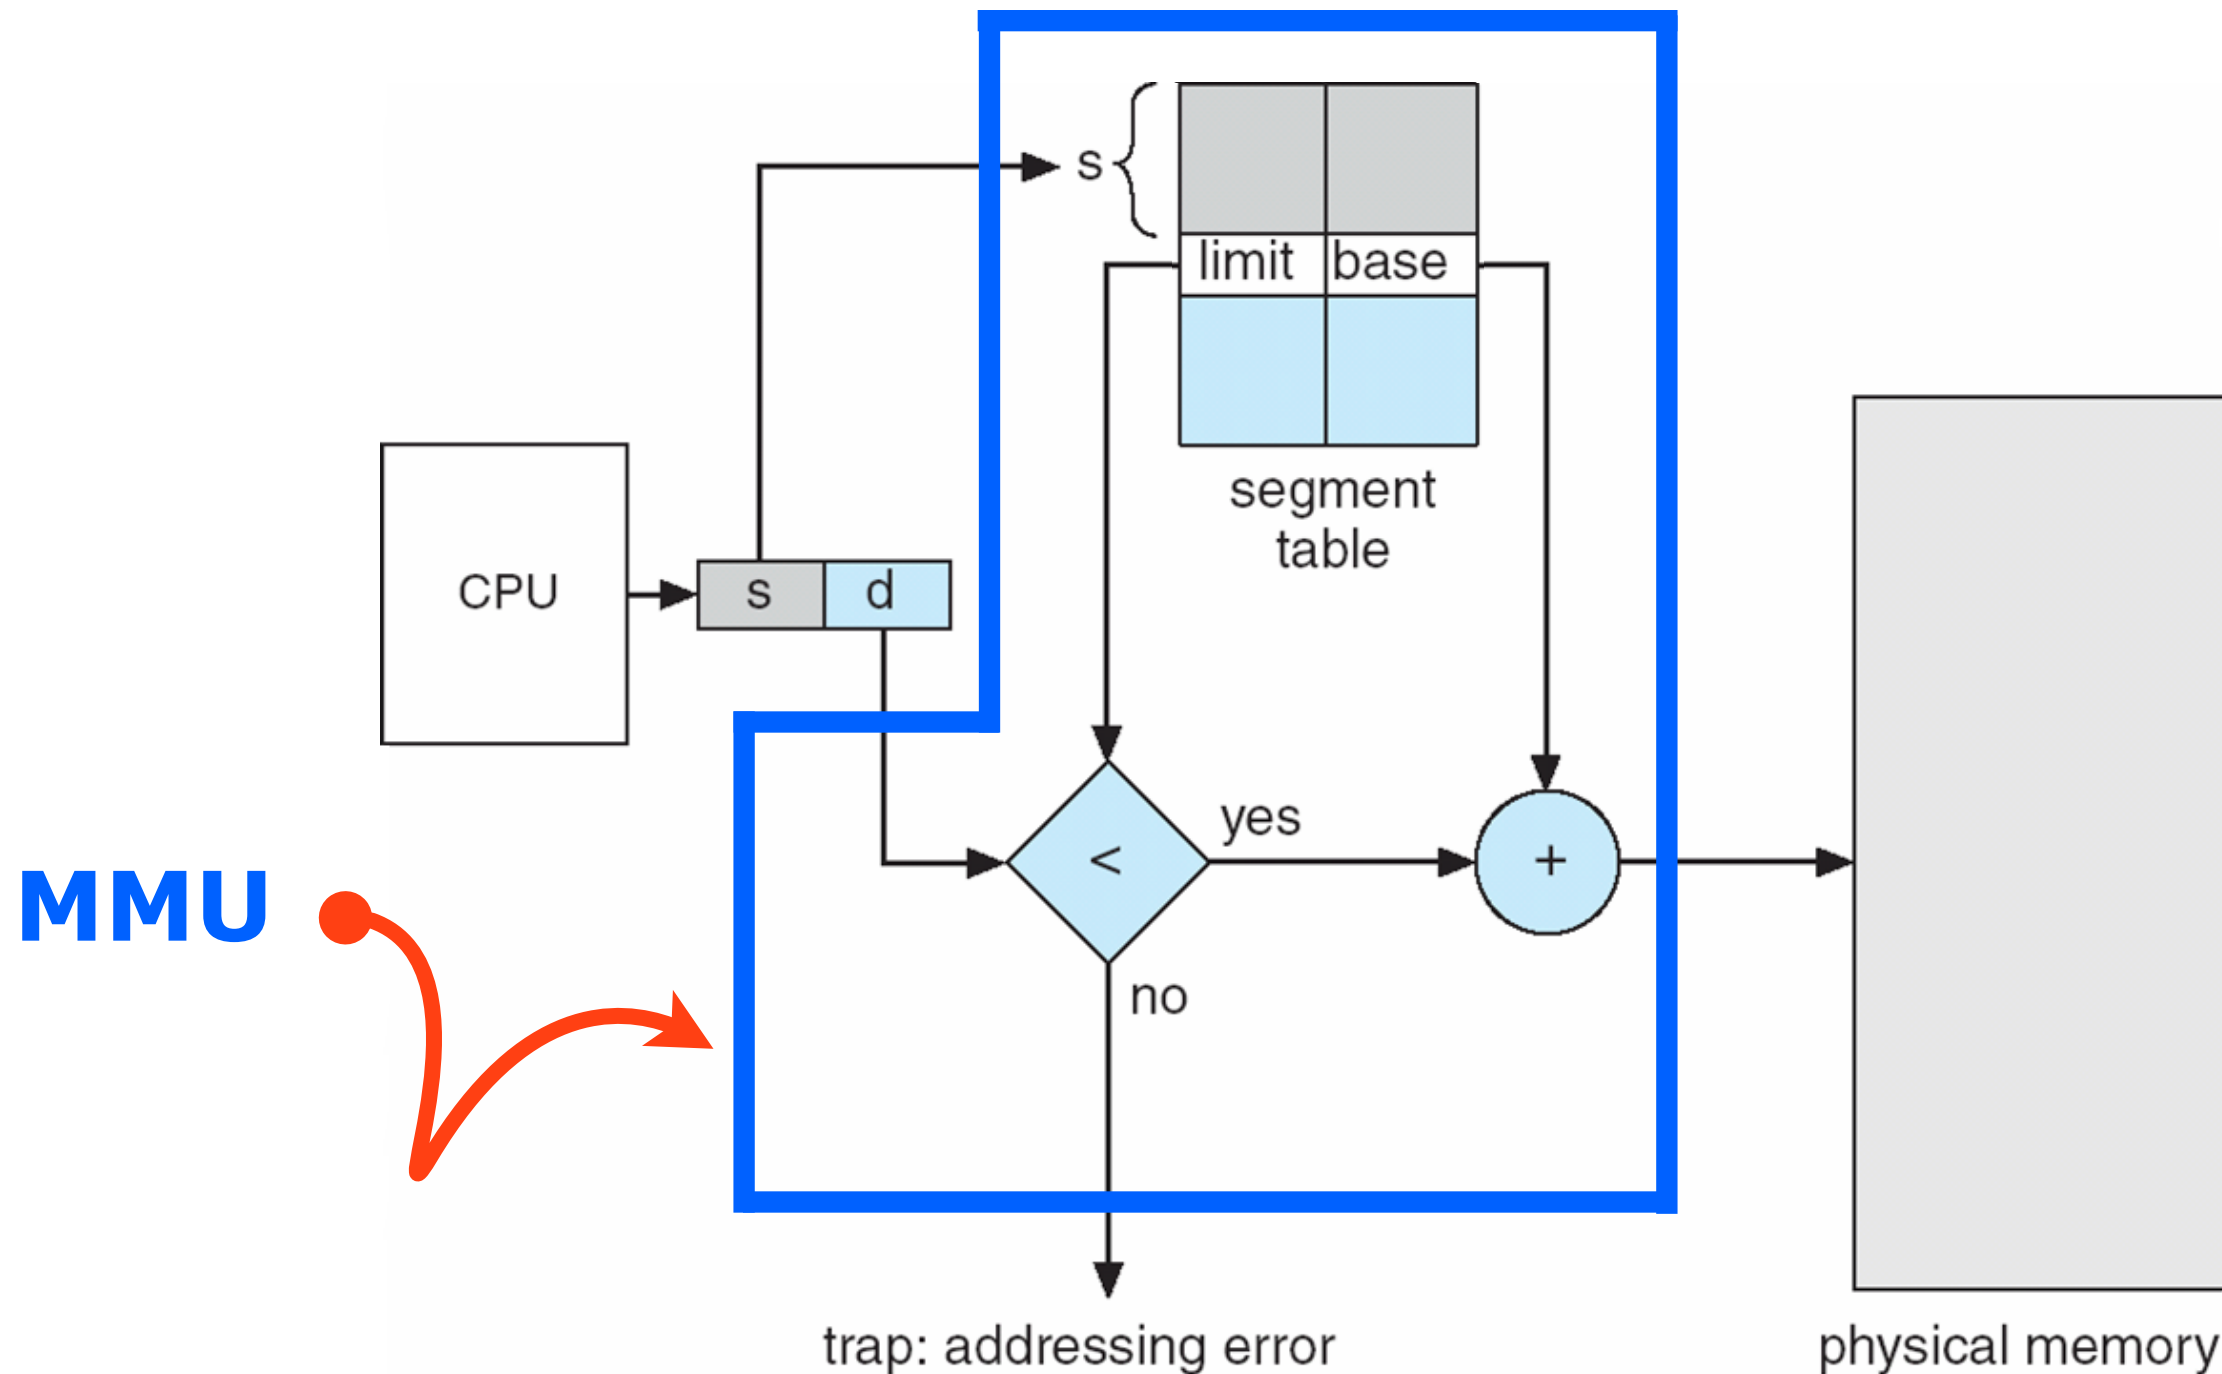 s
limit base
segment
table
CPU
s d
yes
< +
MMU
no
trap: addressing error
physical memory